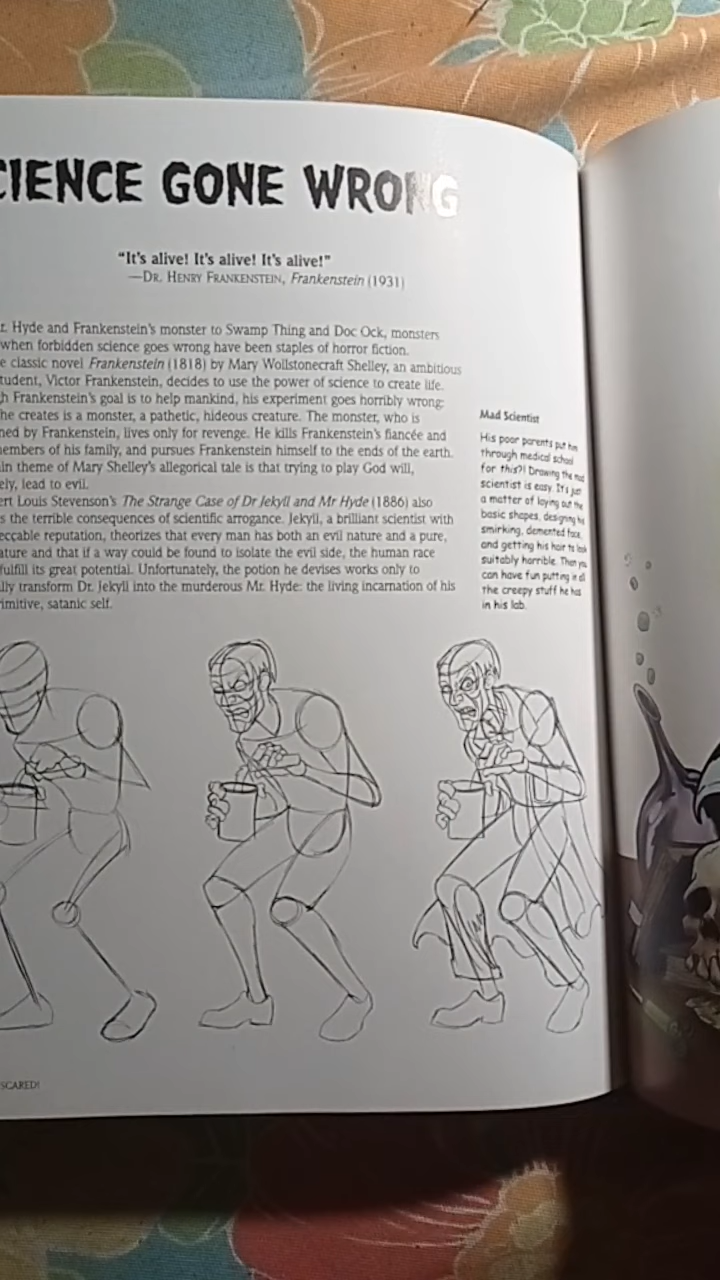 CIENCE GONE WRONG
"It's alive! It's alive! It's alive!"
—DR. HENRY FRANKENSTEIN, Frankenstein (1931)
r. Hyde and Frankenstein's monster to Swamp Thing and Doc Ock, monsters
when forbidden science goes wrong have been staples of horror fiction.
e classic novel Frankenstein (1818) by Mary Wollstonecraft Shelley, an ambitious
tudent, Victor Frankenstein, decides to use the power of science to create life.
h Frankenstein's goal is to help mankind, his experiment goes horribly wrong:
he creates is a monster, a pathetic, hideous creature. The monster, who is
ned by Frankenstein, lives only for revenge. He kills Frankenstein's fiancée and
embers of his family, and pursues Frankenstein himself to the ends of the earth.
in theme of Mary Shelley's allegorical tale is that trying to play God will,
ely, lead to evil.
ert Louis Stevenson's The Strange Case of Dr Jekyll and Mr Hyde (1886) also
s the terrible consequences of scientific arrogance. Jekyll, a brilliant scientist with
eccable reputation, theorizes that every man has both an evil nature and a pure,
ature and that if a way could be found to isolate the evil side, the human race
fulfill its great potential. Unfortunately, the potion he devises works only to
lly transform Dr. Jekyll into the murderous Mr. Hyde: the living incarnation of his
imitive, satanic self.
Mad Scientist
His poor parents put him
through medical school
for this?! Drawing the mad
scientist is easy. It's just
a matter of laying out the
basic shapes, designing his
smirking, demented face,
and getting his hair to look
suitably horrible. Then you
can have fun putting in all
the creepy stuff he has
in his lab.
SCARED!